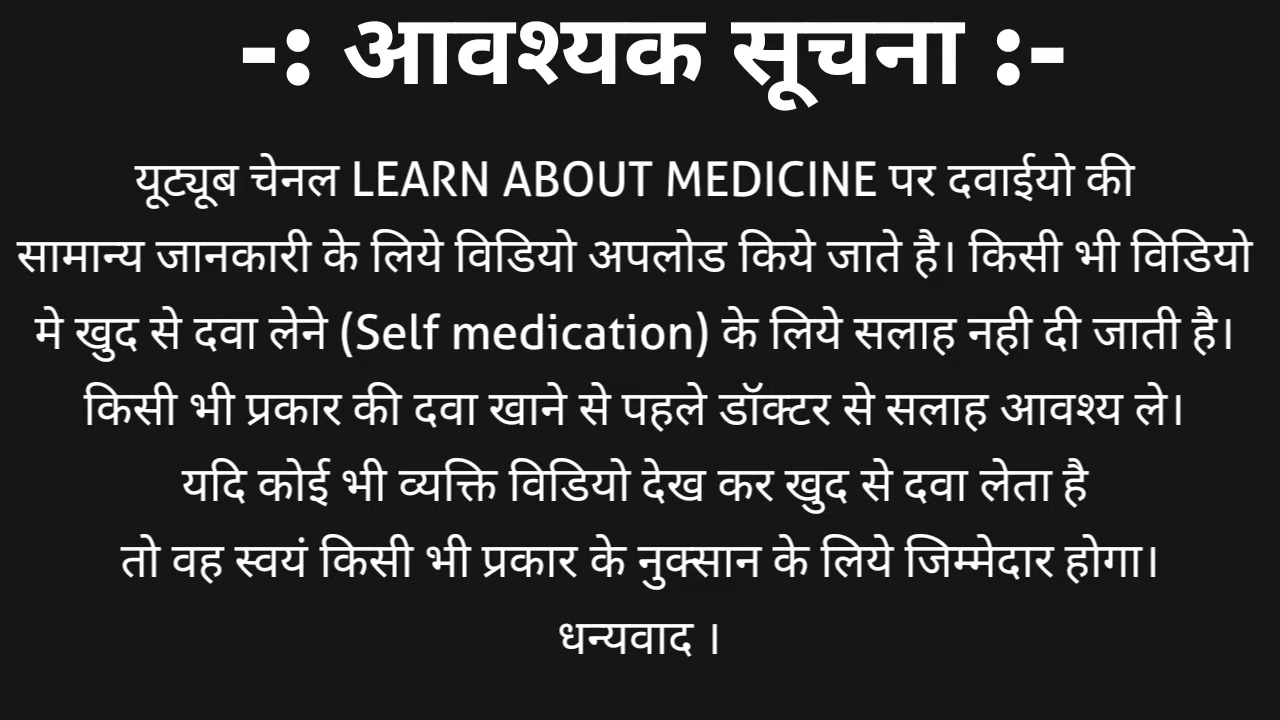 -: आवश्यक सूचना :-
यूट्यूब चेनल LEARN ABOUT MEDICINE पर दवाईयो की
सामान्य जानकारी के लिये विडियो अपलोड किये जाते है। किसी भी विडियो
मे खुद से दवा लेने (Self medication) के लिये सलाह नही दी जाती है।
किसी भी प्रकार की दवा खाने से पहले डॉक्टर से सलाह आवश्य ले।
यदि कोई भी व्यक्ति विडियो देख कर खुद से दवा लेता है
तो वह स्वयं किसी भी प्रकार के नुक्सान के लिये जिम्मेदार होगा।
धन्यवाद ।